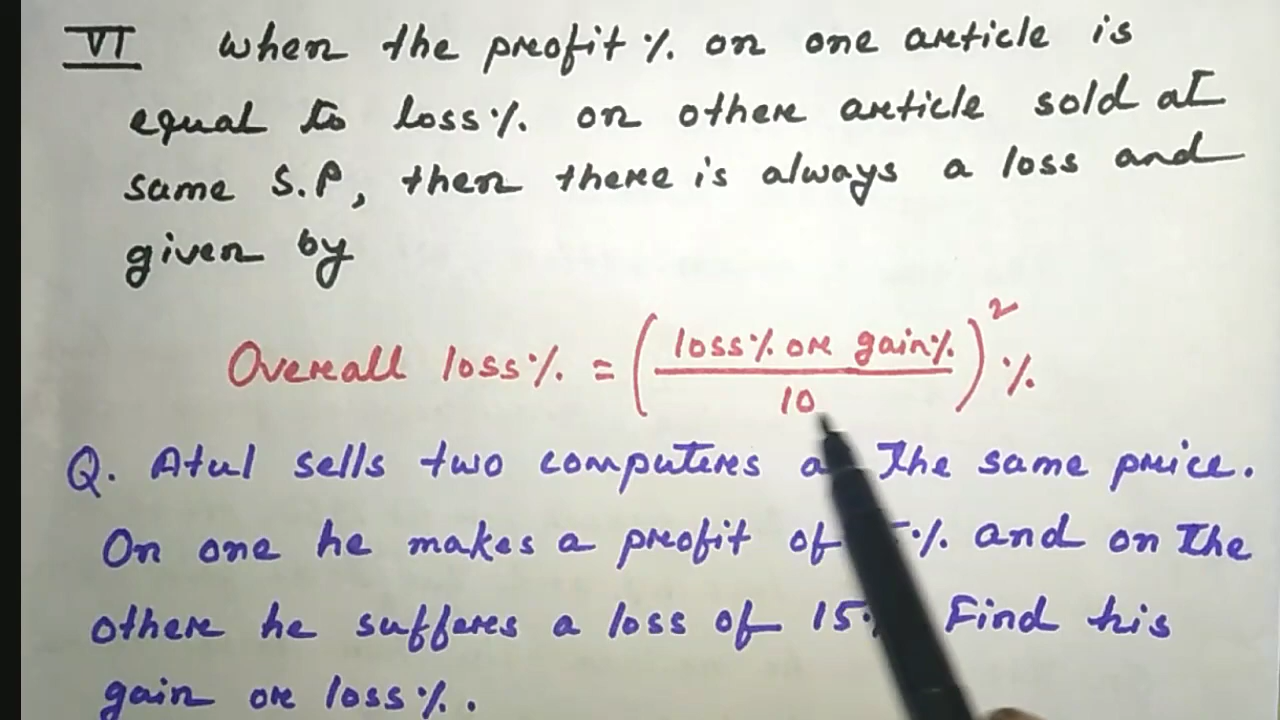 VI when the profit % on one article is
equal to loss %. on other article sold at
same S.P, then there is always a loss and
given by
Overall loss % = (loss % or gain % / 10)² %
Q. Atul sells two computers the same price.
On one he makes a profit of % and on the
other he suffers a loss of 15% Find his
gain or loss %.